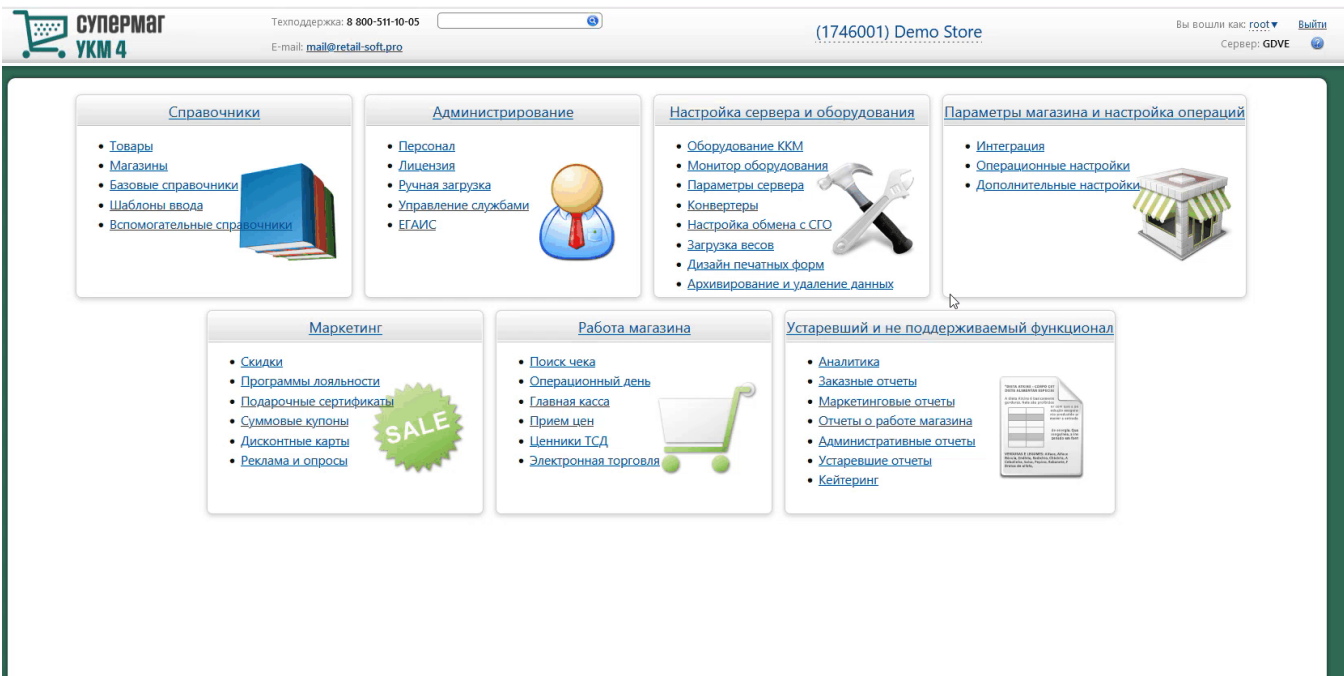 СУПЕРМАГ
УКМ 4
Техподдержка: 8 800-511-10-05
E-mail: mail@retail-soft.pro
(1746001) Demo Store
Вы вошли как: root ▾ Выйти
Сервер: GDVE
Справочники
• Товары
• Магазины
• Базовые справочники
• Шаблоны ввода
• Вспомогательные справочники
Администрирование
• Персонал
• Лицензия
• Ручная загрузка
• Управление службами
• ЕГАИС
Настройка сервера и оборудования
• Оборудование ККМ
• Монитор оборудования
• Параметры сервера
• Конвертеры
• Настройка обмена с СГО
• Загрузка весов
• Дизайн печатных форм
• Архивирование и удаление данных
Параметры магазина и настройка операций
• Интеграция
• Операционные настройки
• Дополнительные настройки
Маркетинг
• Скидки
• Программы лояльности
• Подарочные сертификаты
• Суммовые купоны
• Дисконтные карты
• Реклама и опросы
SALE
Работа магазина
• Поиск чека
• Операционный день
• Главная касса
• Прием цен
• Ценники ТСД
• Электронная торговля
Устаревший и не поддерживаемый функционал
• Аналитика
• Заказные отчеты
• Маркетинговые отчеты
• Отчеты о работе магазина
• Административные отчеты
• Устаревшие отчеты
• Кейтеринг